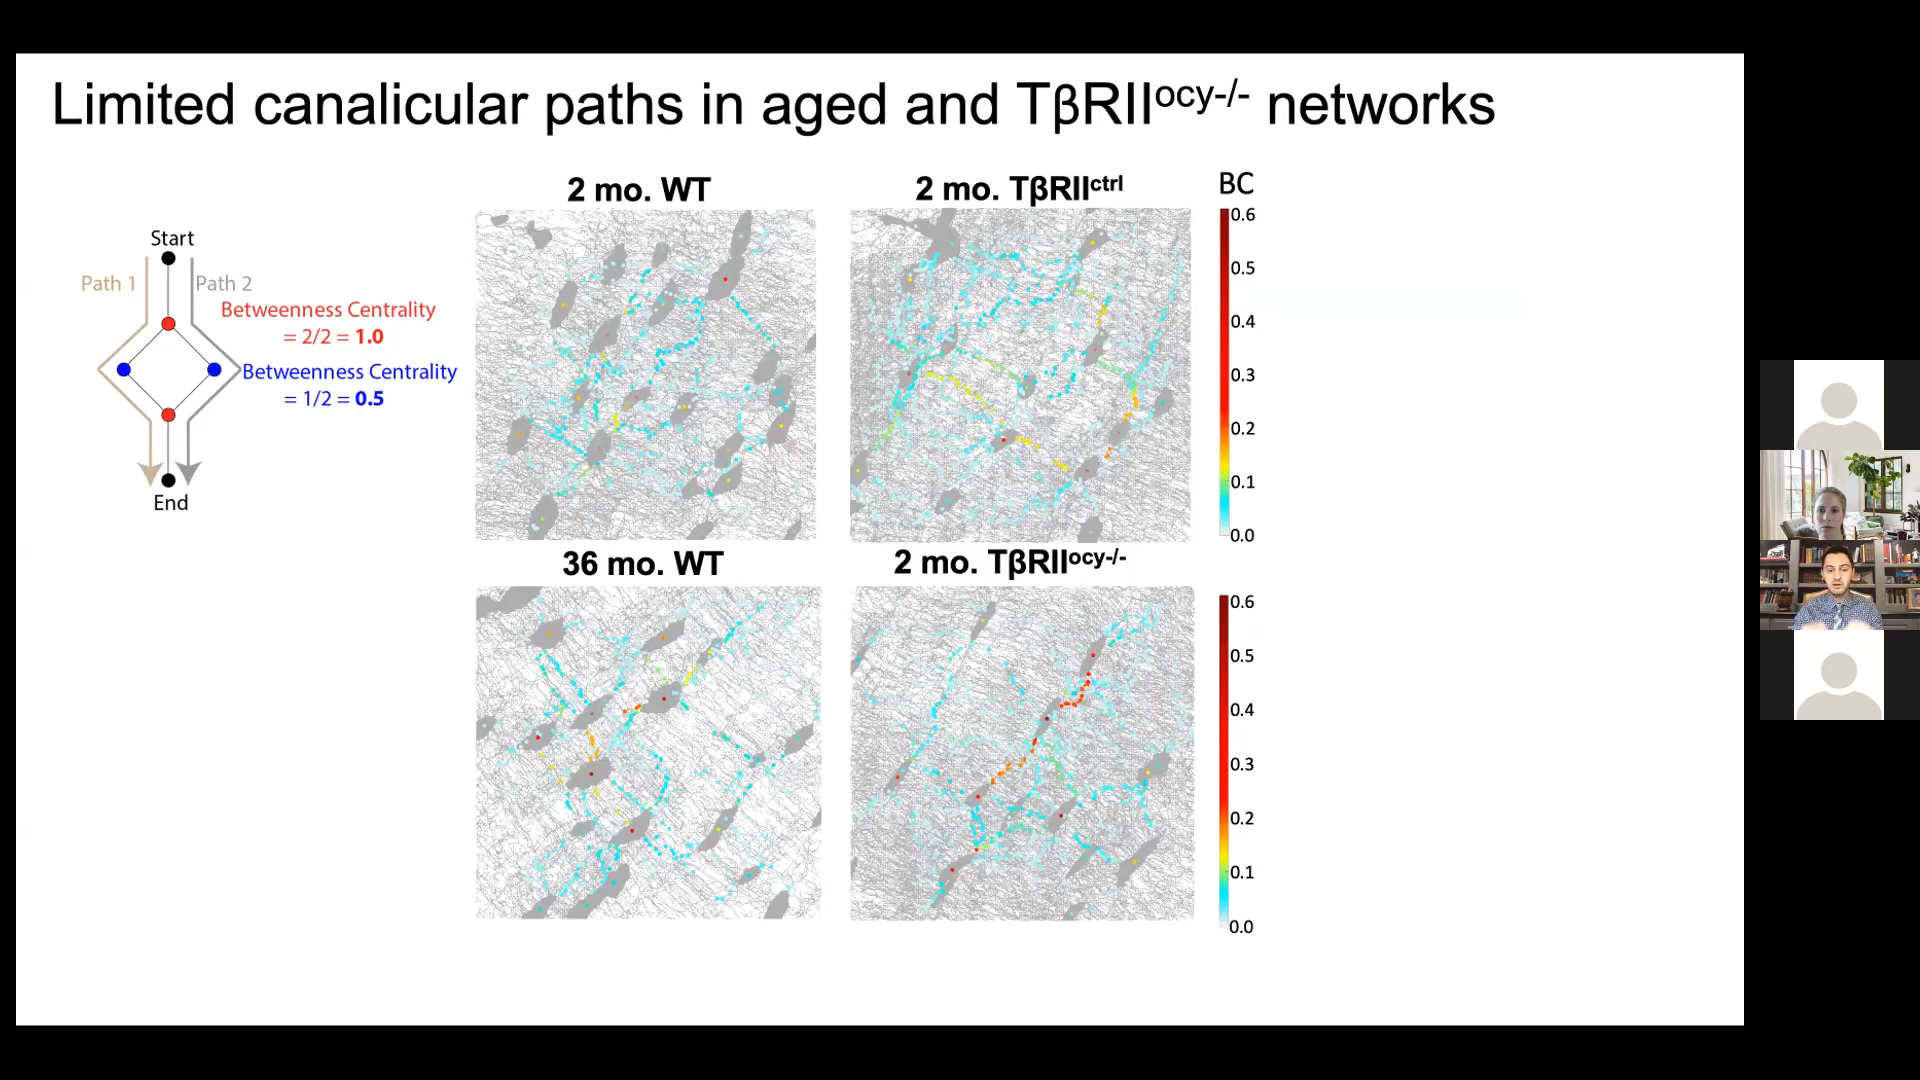 Limited canalicular paths in aged and TβRIIocy-/- networks
Start
Path 1
Path 2
Betweenness Centrality
= 2/2 = 1.0
Betweenness Centrality
= 1/2 = 0.5
End
2 mo. WT
2 mo. TβRIIctrl
BC
0.6
0.5
0.4
0.3
0.2
0.1
0.0
36 mo. WT
2 mo. TβRIIocy-/-
0.6
0.5
0.4
0.3
0.2
0.1
0.0